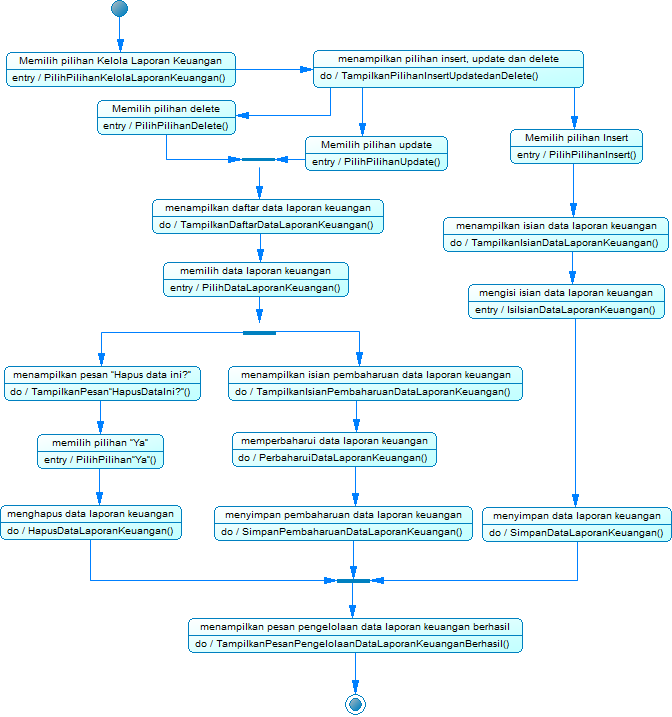 Memilih pilihan Kelola Laporan Keuangan
entry / PilihPilihanKelolaLaporanKeuangan()
menampilkan pilihan insert, update dan delete
do / TampilkanPilihanInsertUpdatedanDelete()
Memilih pilihan delete
entry / PilihPilihanDelete()
Memilih pilihan update
entry / PilihPilihanUpdate()
Memilih pilihan Insert
entry / PilihPilihanInsert()
menampilkan daftar data laporan keuangan
do / TampilkanDaftarDataLaporanKeuangan()
menampilkan isian data laporan keuangan
do / TampilkanIsianDataLaporanKeuangan()
memilih data laporan keuangan
entry / PilihDataLaporanKeuangan()
mengisi isian data laporan keuangan
entry / IsiIsianDataLaporanKeuangan()
menampilkan pesan "Hapus data ini?"
do / TampilkanPesan"HapusDataIni?"()
menampilkan isian pembaharuan data laporan keuangan
do / TampilkanIsianPembaharuanDataLaporanKeuangan()
memilih pilihan "Ya"
entry / PilihPilihan"Ya"()
memperbaharui data laporan keuangan
do / PerbaharuiDataLaporanKeuangan()
menghapus data laporan keuangan
do / HapusDataLaporanKeuangan()
menyimpan pembaharuan data laporan keuangan
do / SimpanPembaharuanDataLaporanKeuangan()
menyimpan data laporan keuangan
do / SimpanDataLaporanKeuangan()
menampilkan pesan pengelolaan data laporan keuangan berhasil
do / TampilkanPesanPengelolaanDataLaporanKeuanganBerhasil()